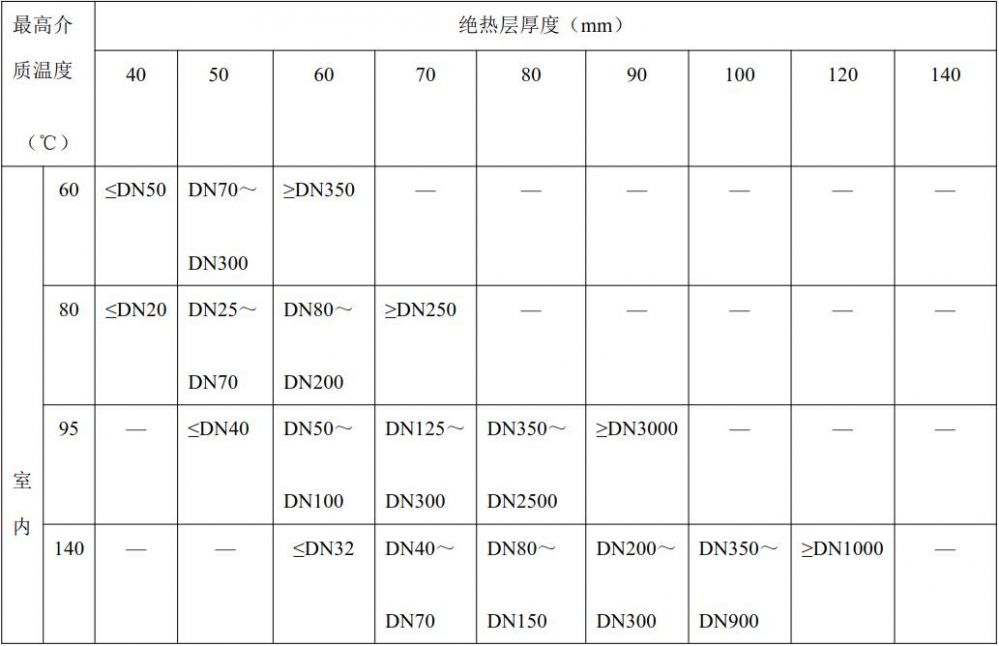 最高介 绝热层厚度（mm）
质温度 40 50 60 70 80 90 100 120 140
（℃）
60 ≤DN50 DN70～ ≥DN350 — — — — — —
DN300
80 ≤DN20 DN25～ DN80～ ≥DN250 — — — — —
DN70 DN200
95 — ≤DN40 DN50～ DN125～ DN350～ ≥DN3000 — — —
室 DN100 DN300 DN2500
内
140 — — ≤DN32 DN40～ DN80～ DN200～ DN350～ ≥DN1000 —
DN70 DN150 DN300 DN900